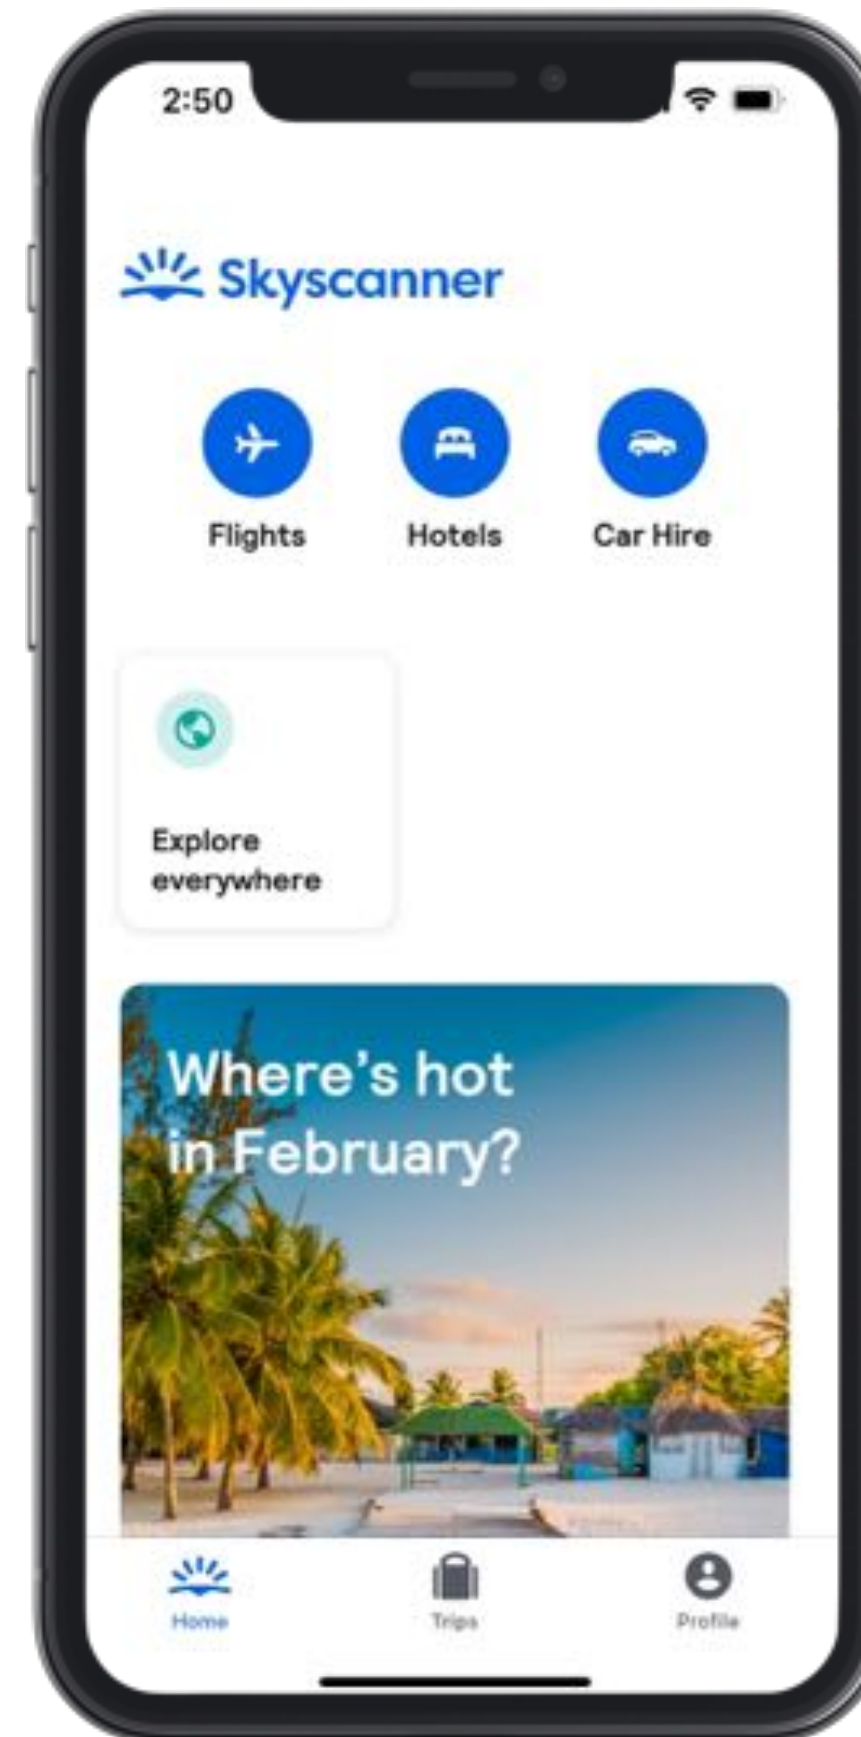 2:50
Skyscanner
Flights
Hotels
Car Hire
Explore
everywhere
Where's hot
in February?
Home
Trips
Profile